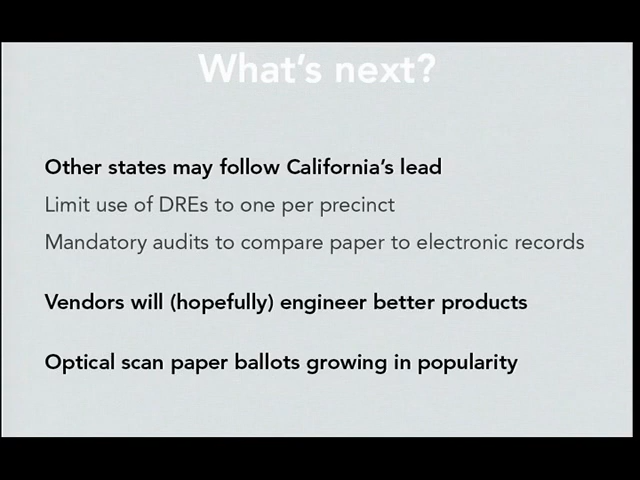 What's next?
Other states may follow California's lead
Limit use of DREs to one per precinct
Mandatory audits to compare paper to electronic records
Vendors will (hopefully) engineer better products
Optical scan paper ballots growing in popularity